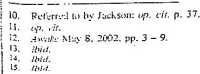 10. Referred to by Jackson: op. cit. p. 37.
11. op. cit.
12. Awake May 8, 2002, pp. 3 – 9.
13. Ibid.
14. Ibid.
15. Ibid.